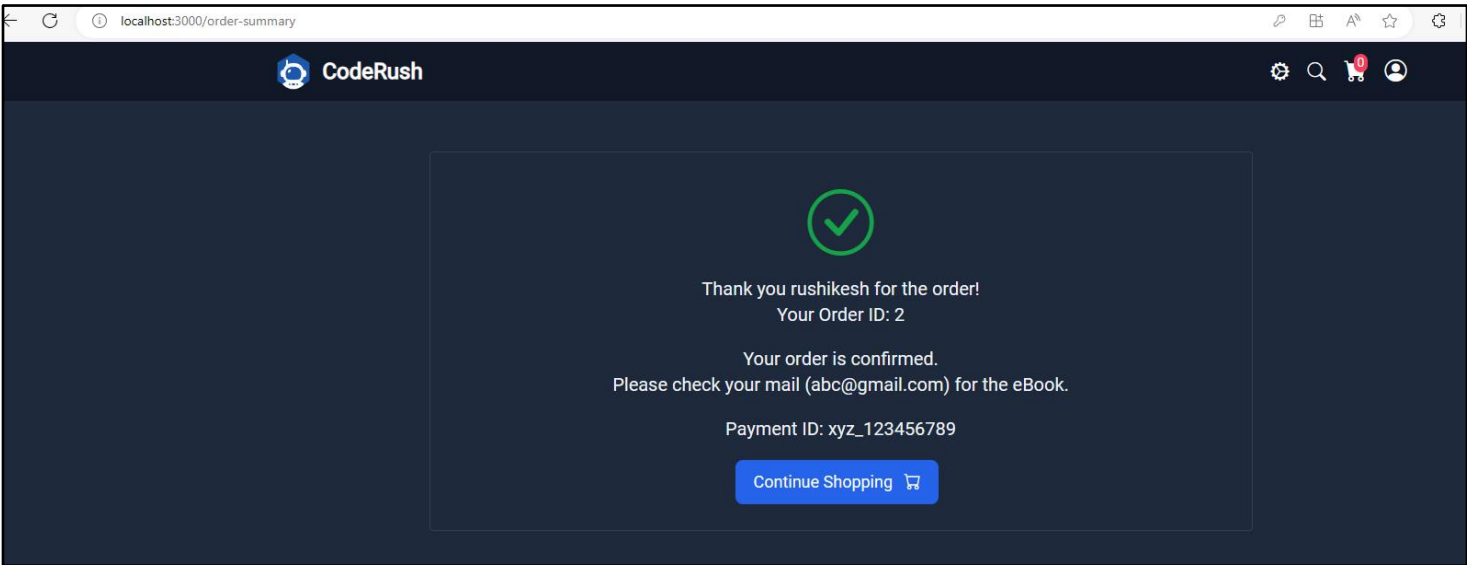 localhost:3000/order-summary
CodeRush
0
Thank you rushikesh for the order!
Your Order ID: 2
Your order is confirmed.
Please check your mail (abc@gmail.com) for the eBook.
Payment ID: xyz_123456789
Continue Shopping